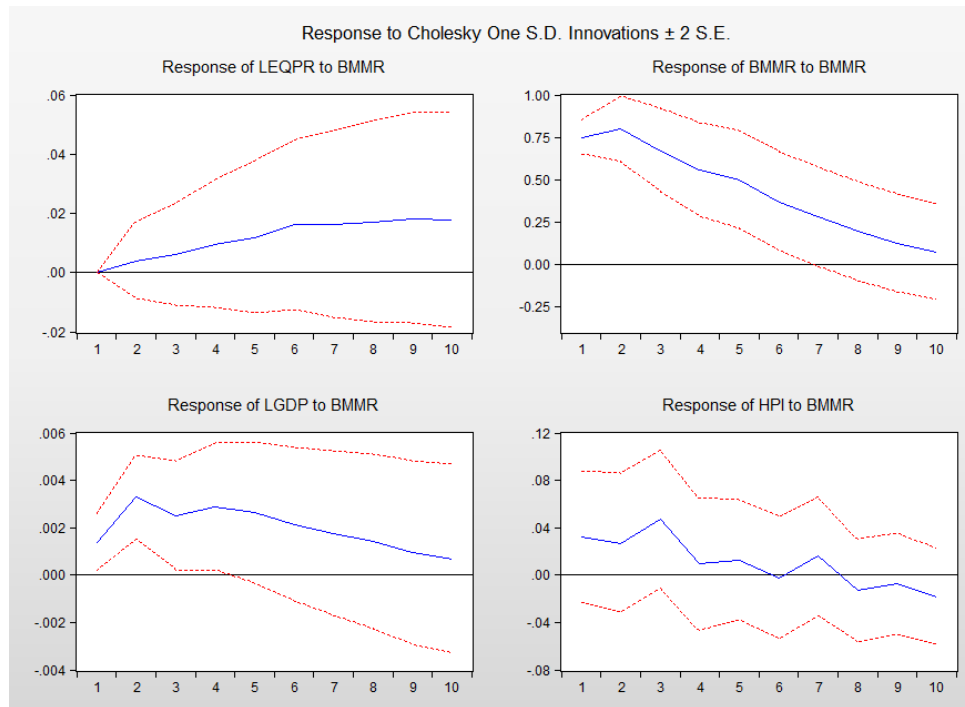 Response to Cholesky One S.D. Innovations ± 2 S.E.
Response of LEQPR to BMMR
.06
.04
.02
.00
-.02
1 2 3 4 5 6 7 8 9 10
Response of BMMR to BMMR
1.00
0.75
0.50
0.25
0.00
-0.25
1 2 3 4 5 6 7 8 9 10
Response of LGDP to BMMR
.006
.004
.002
.000
-.002
-.004
1 2 3 4 5 6 7 8 9 10
Response of HPI to BMMR
.12
.08
.04
.00
-.04
-.08
1 2 3 4 5 6 7 8 9 10